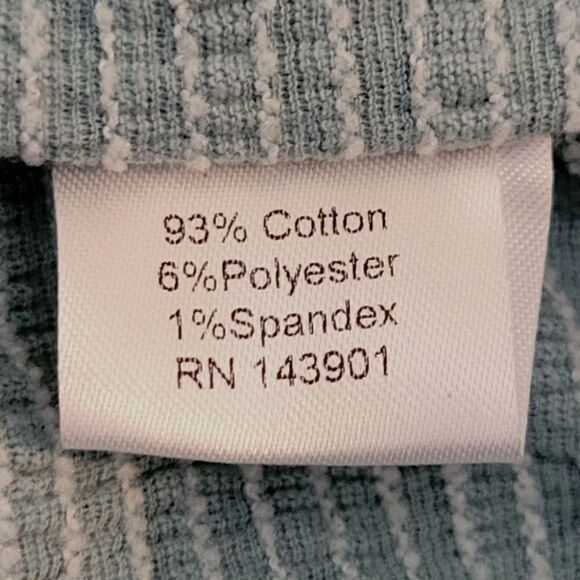 93% Cotton
6%Polyester
1%Spandex
RN 143901